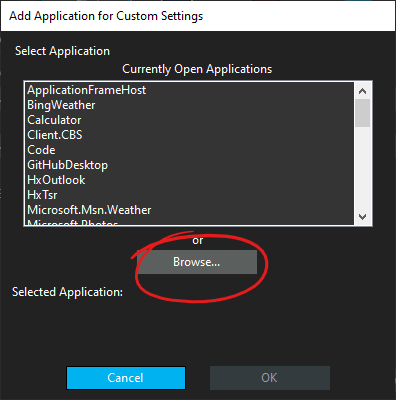 Add Application for Custom Settings
Select Application
Currently Open Applications
ApplicationFrameHost
BingWeather
Calculator
Client.CBS
Code
GitHubDesktop
HxOutlook
HxTsr
Microsoft.Msn.Weather
Microsoft.Photos
or
Browse...
Selected Application:
Cancel
OK